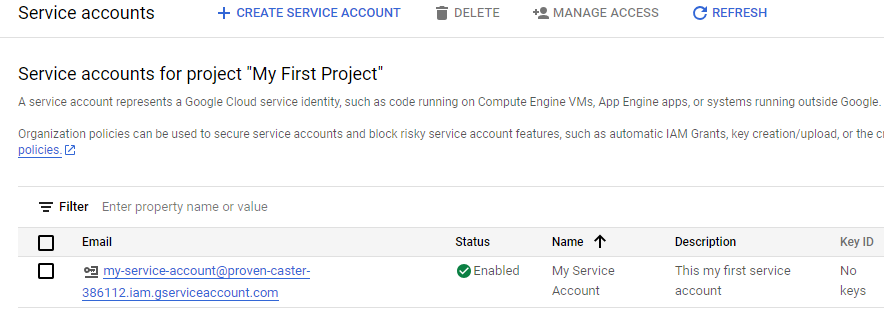 Service accounts + CREATE SERVICE ACCOUNT DELETE MANAGE ACCESS REFRESH
Service accounts for project "My First Project"
A service account represents a Google Cloud service identity, such as code running on Compute Engine VMs, App Engine apps, or systems running outside Google.
Organization policies can be used to secure service accounts and block risky service account features, such as automatic IAM Grants, key creation/upload, or the cr
policies.
Filter Enter property name or value
Email Status Name Description Key ID
my-service-account@proven-caster- Enabled My Service This my first service No
386112.iam.gserviceaccount.com Account account keys